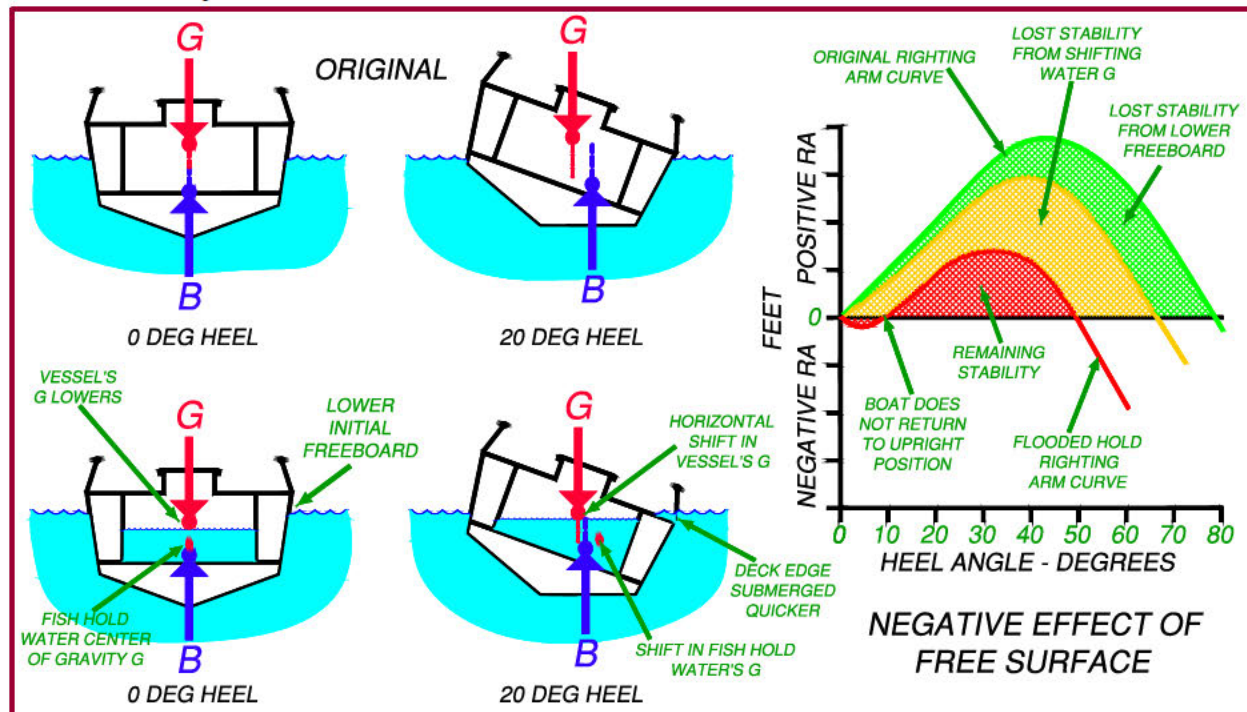 G
ORIGINAL
B
0 DEG HEEL
G
B
20 DEG HEEL
VESSEL'S
G LOWERS
G
LOWER
INITIAL
FREEBOARD
FISH HOLD
WATER CENTER
OF GRAVITY G
B
0 DEG HEEL
G
HORIZONTAL
SHIFT IN
VESSEL'S G
DECK EDGE
SUBMERGED
QUICKER
SHIFT IN FISH HOLD
WATER'S G
B
20 DEG HEEL
ORIGINAL RIGHTING
ARM CURVE
LOST STABILITY
FROM SHIFTING
WATER G
LOST STABILITY
FROM LOWER
FREEBOARD
FEET
POSITIVE RA
NEGATIVE RA
0
REMAINING
STABILITY
BOAT DOES
NOT RETURN
TO UPRIGHT
POSITION
FLOODED HOLD
RIGHTING
ARM CURVE
0 10 20 30 40 50 60 70 80
HEEL ANGLE - DEGREES
NEGATIVE EFFECT OF
FREE SURFACE